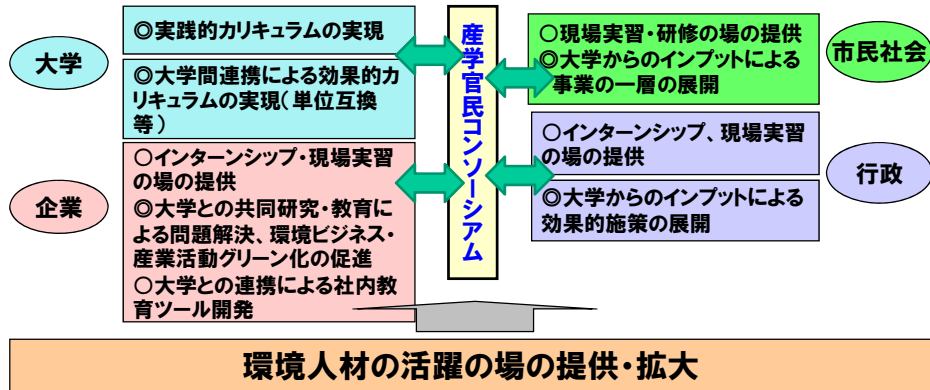 大学
◎実践的カリキュラムの実現
◎大学間連携による効果的カ
リキュラムの実現(単位互換
等)
企業
○インターンシップ・現場実習
の場の提供
◎大学との共同研究・教育に
よる問題解決、環境ビジネス・
産業活動グリーン化の促進
○大学との連携による社内教
育ツール開発
産学官民コンソーシアム
○現場実習・研修の場の提供
◎大学からのインプットによる
事業の一層の展開
市民社会
○インターンシップ、現場実習
の場の提供
◎大学からのインプットによる
効果的施策の展開
行政
環境人材の活躍の場の提供・拡大